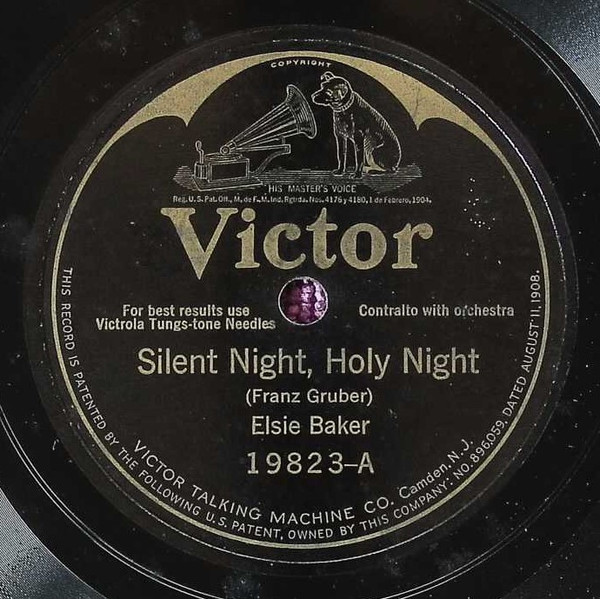 COPYRIGHT
HIS MASTER'S VOICE
Reg. U.S. Pat. Off., M. de F., M. Ind. Rgtrda. Nos. 4176 y 4180, 1 de Febrero, 1904.
Victor
For best results use
Victrola Tungs-tone Needles
Contralto with orchestra
Silent Night, Holy Night
(Franz Gruber)
Elsie Baker
19823-A
VICTOR TALKING MACHINE CO. Camden, N. J.
THIS RECORD IS PATENTED BY THE FOLLOWING U.S. PATENT, OWNED BY THIS COMPANY: NO. 896,059. DATED AUGUST 11, 1908.